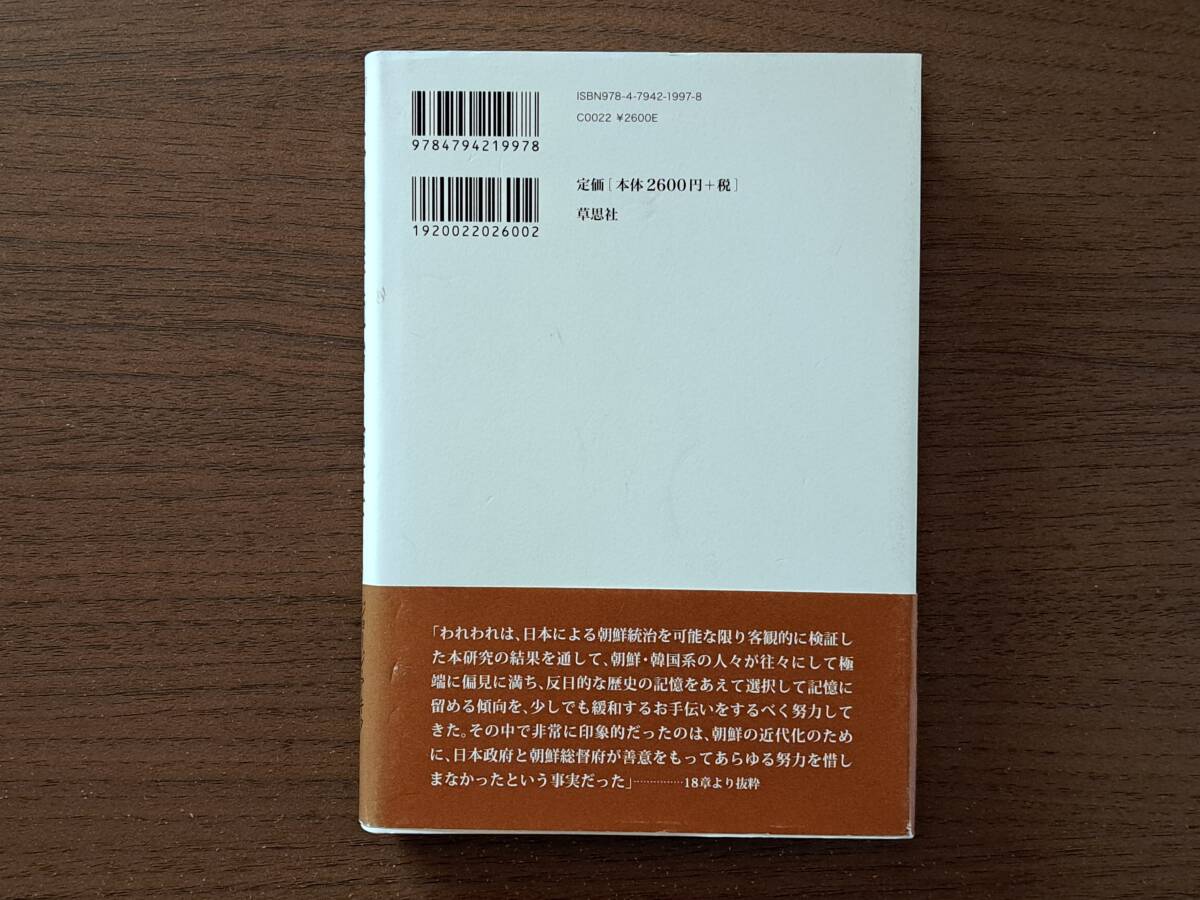 ISBN978-4-7942-1997-8
C0022 ¥2600E
9784794219978
定価[本体2600円+税]
草思社
1920022026002
「われわれは、日本による朝鮮統治を可能な限り客観的に検証し
た本研究の結果を通して、朝鮮・韓国系の人々が往々にして極
端に偏見に満ち、反日的な歴史の記憶をあえて選択して記憶に
留める傾向を、少しでも緩和するお手伝いをするべく努力して
きた。その中で非常に印象的だったのは、朝鮮の近代化のため
に、日本政府と朝鮮総督府が善意をもってあらゆる努力を惜し
まなかったという事実だった」……………18章より抜粋